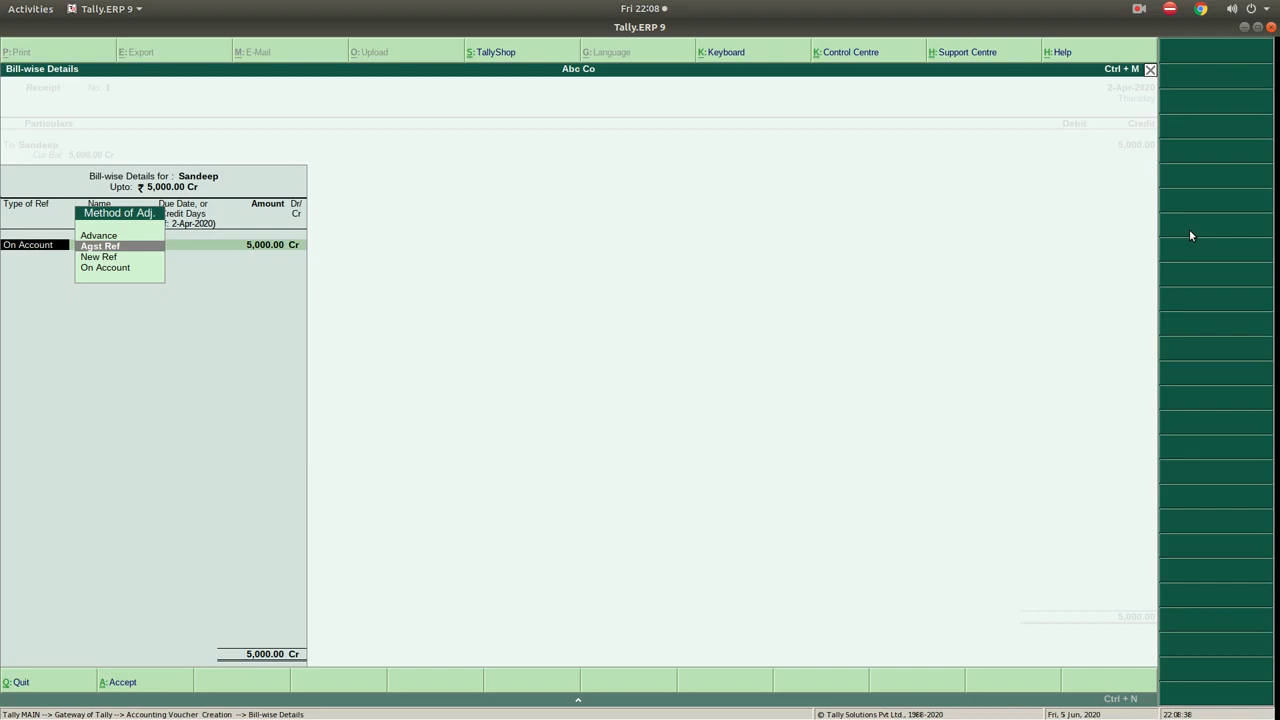 Activities Tally.ERP 9 Fri 22:08
Tally.ERP 9
P: Print E: Export M: E-Mail O: Upload S: TallyShop G: Language K: Keyboard K: Control Centre H: Support Centre H: Help
Bill-wise Details Abc Co Ctrl + M
Receipt No. 1 2-Apr-2020
Thursday
Particulars Debit Credit
To Sandeep 5,000.00
Cur Bal: 5,000.00 Cr
Bill-wise Details for : Sandeep
Upto: ₹ 5,000.00 Cr
Type of Ref Name Due Date, or Amount Dr/
Method of Adj. Credit Days Cr
2-Apr-2020)
Advance
On Account Agst Ref 5,000.00 Cr
New Ref
On Account
5,000.00
5,000.00 Cr
Q: Quit A: Accept
Ctrl + N
Tally MAIN --> Gateway of Tally --> Accounting Voucher Creation --> Bill-wise Details © Tally Solutions Pvt Ltd., 1988-2020 Fri, 5 Jun, 2020 22:08:38